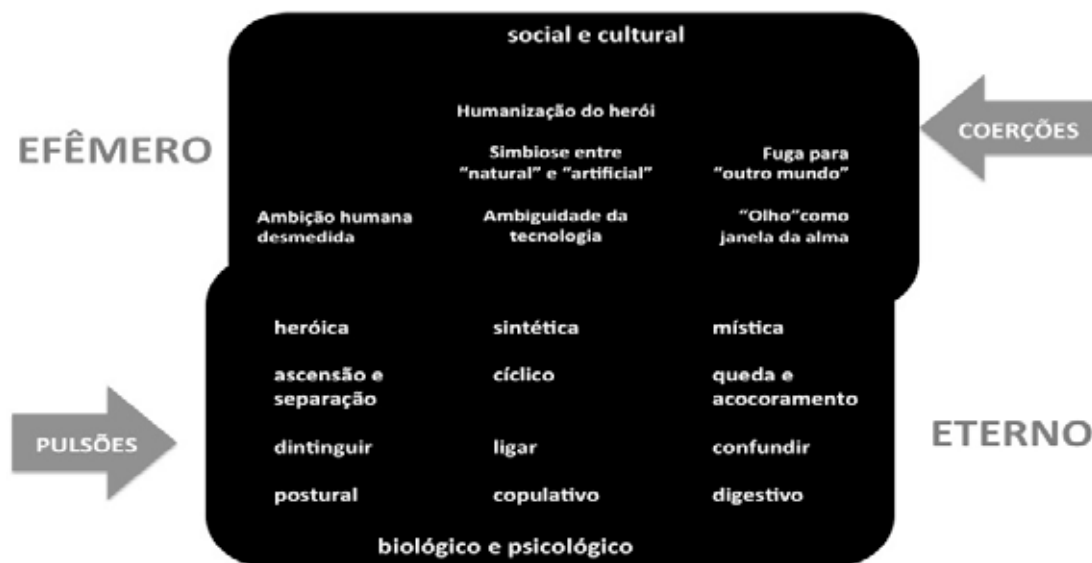 social e cultural
Humanização do herói
EFÊMERO
COERÇÕES
Simbiose entre
"natural" e "artificial"
Fuga para
"outro mundo"
Ambição humana
desmedida
Ambiguidade da
tecnologia
"Olho"como
janela da alma
heróica
sintética
mística
ascensão e
separação
cíclico
queda e
acocoramento
PULSÕES
dintinguir
ligar
confundir
ETERNO
postural
copulativo
digestivo
biológico e psicológico